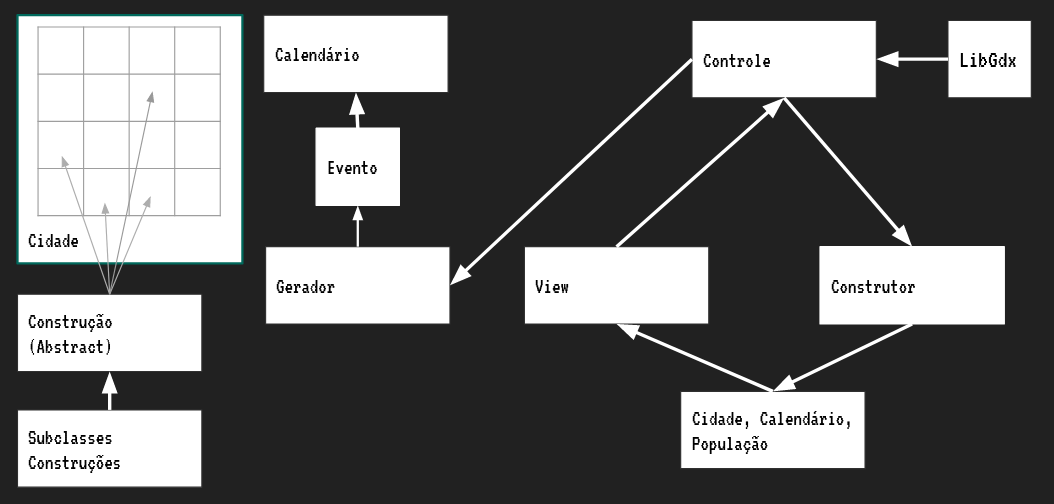 Cidade
Construção
(Abstract)
Subclasses
Construções
Calendário
Evento
Gerador
Controle
LibGdx
View
Construtor
Cidade, Calendário,
População